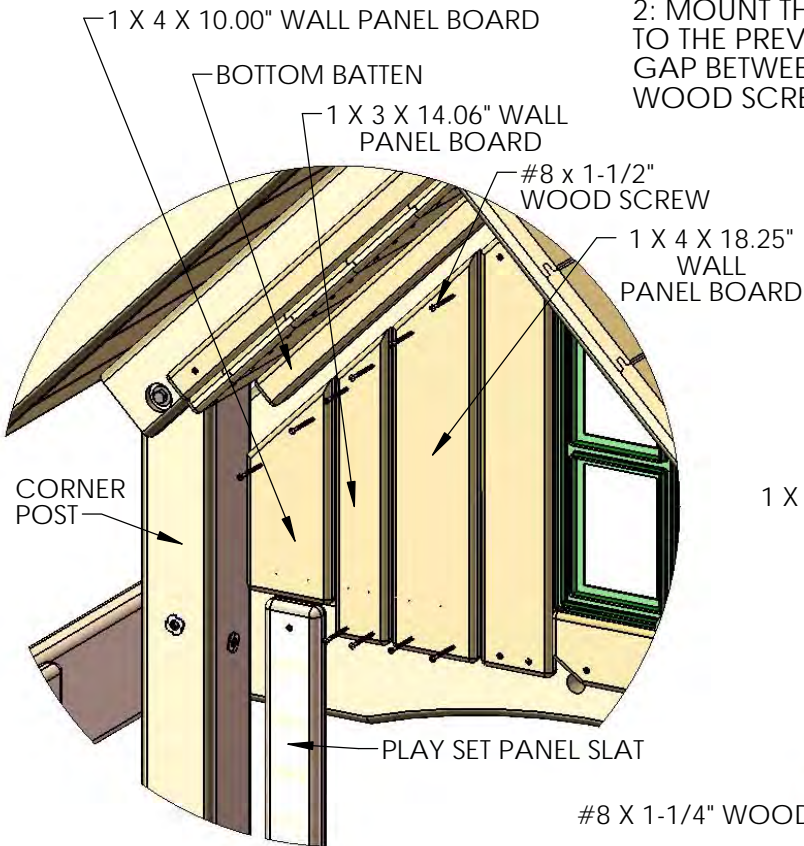 1 X 4 X 10.00" WALL PANEL BOARD
2: MOUNT TH
TO THE PREV
GAP BETWEE
WOOD SCRE
BOTTOM BATTEN
1 X 3 X 14.06" WALL
PANEL BOARD
#8 x 1-1/2"
WOOD SCREW
1 X 4 X 18.25"
WALL
PANEL BOARD
CORNER
POST
1 X
PLAY SET PANEL SLAT
#8 X 1-1/4" WOOD